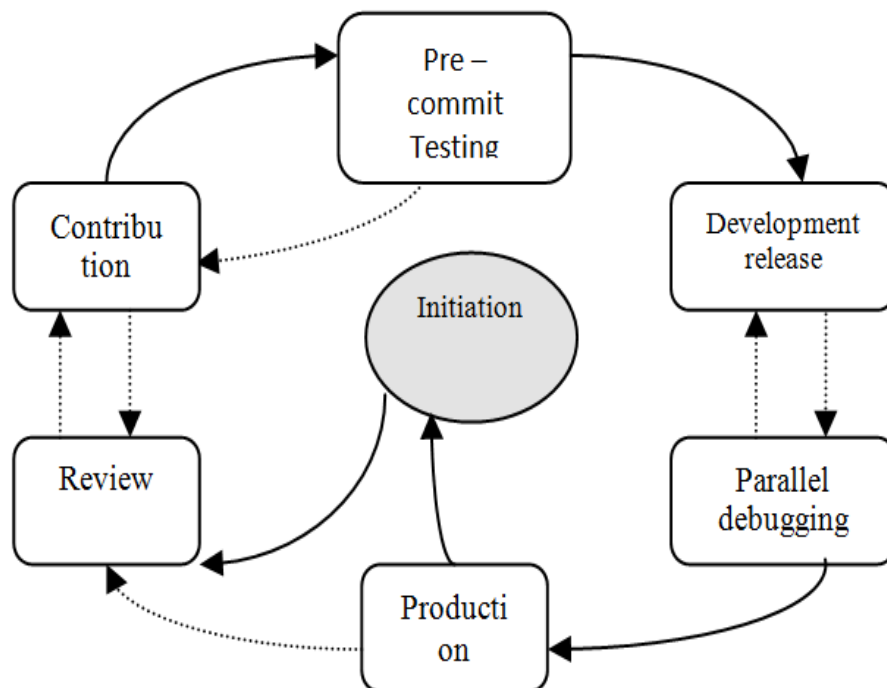 Pre –
commit
Testing
Contribu
tion
Development
release
Initiation
Review
Parallel
debugging
Producti
on